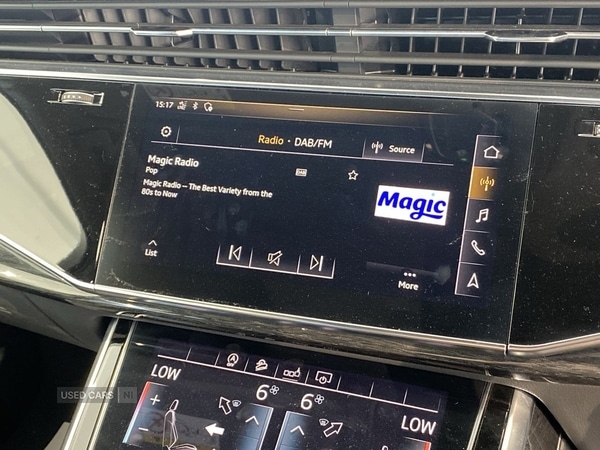 15:17
Radio · DAB/FM
Source
Magic Radio
Pop
Magic Radio – The Best Variety from the
80s to Now
Magic
List
More
USED CARS NI
LOW
6
6
LOW